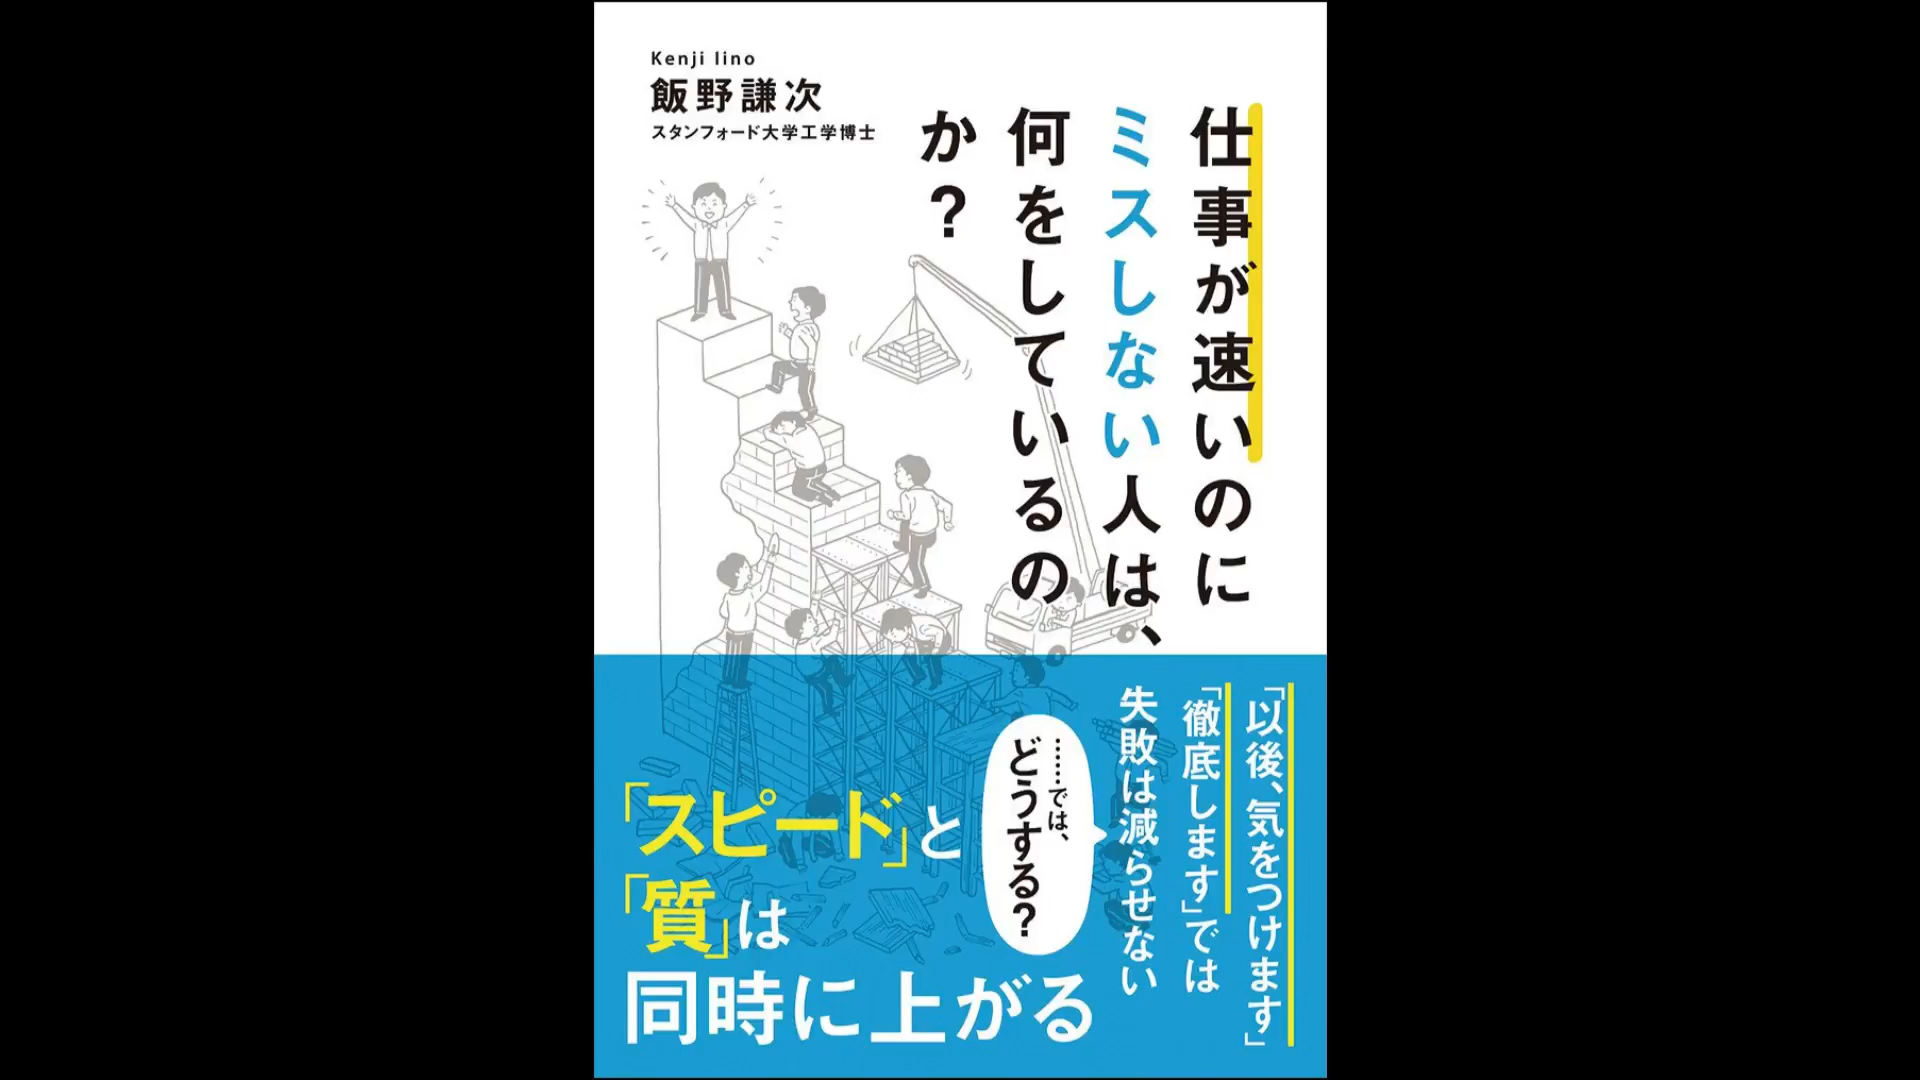 Kenji Iino
飯野謙次
スタンフォード大学工学博士
仕事が速いのに
ミスしない人は、
何をしているの
か？
「以後、気をつけます」
「徹底します」では
失敗は減らせない
……では、
どうする？
「スピード」と
「質」は
同時に上がる